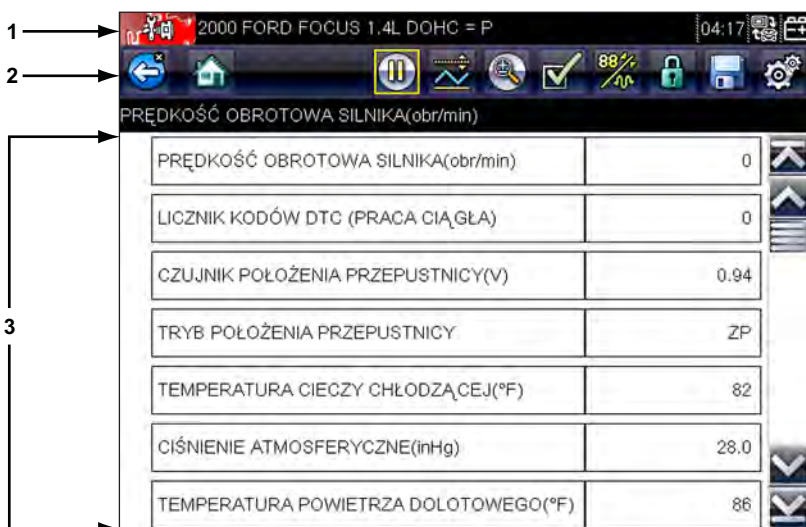 1
2000 FORD FOCUS 1.4L DOHC = P
04:17
2
88
PRĘDKOŚĆ OBROTOWA SILNIKA(obr/min)
3
PRĘDKOŚĆ OBROTOWA SILNIKA(obr/min) 0
LICZNIK KODÓW DTC (PRACA CIĄGŁA) 0
CZUJNIK POŁOŻENIA PRZEPUSTNICY(V) 0.94
TRYB POŁOŻENIA PRZEPUSTNICY ZP
TEMPERATURA CIECZY CHŁODZĄCEJ(°F) 82
CIŚNIENIE ATMOSFERYCZNE(inHg) 28.0
TEMPERATURA POWIETRZA DOLOTOWEGO(°F) 86